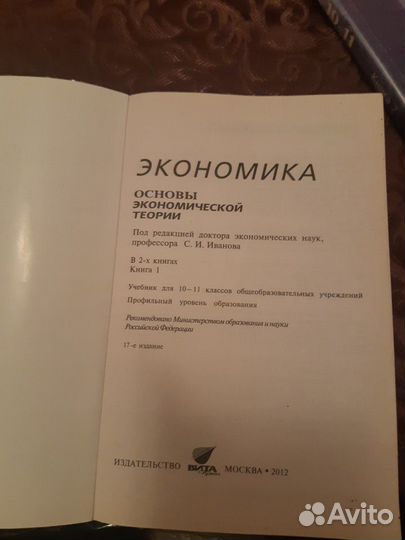 10-11
ЭКОНОМИКА
ОСНОВЫ
ЭКОНОМИЧЕСКОЙ
ТЕОРИИ
Под редакцией доктора экономических наук,
профессора С. И. Иванова
В 2-х книгах
Книга 1
Учебник для 10—11 классов общеобразовательных учреждений
Профильный уровень образования
Рекомендовано Министерством образования и науки
Российской Федерации
17-е издание
ИЗДАТЕЛЬСТВО ВИТА МОСКВА • 2012
Avito